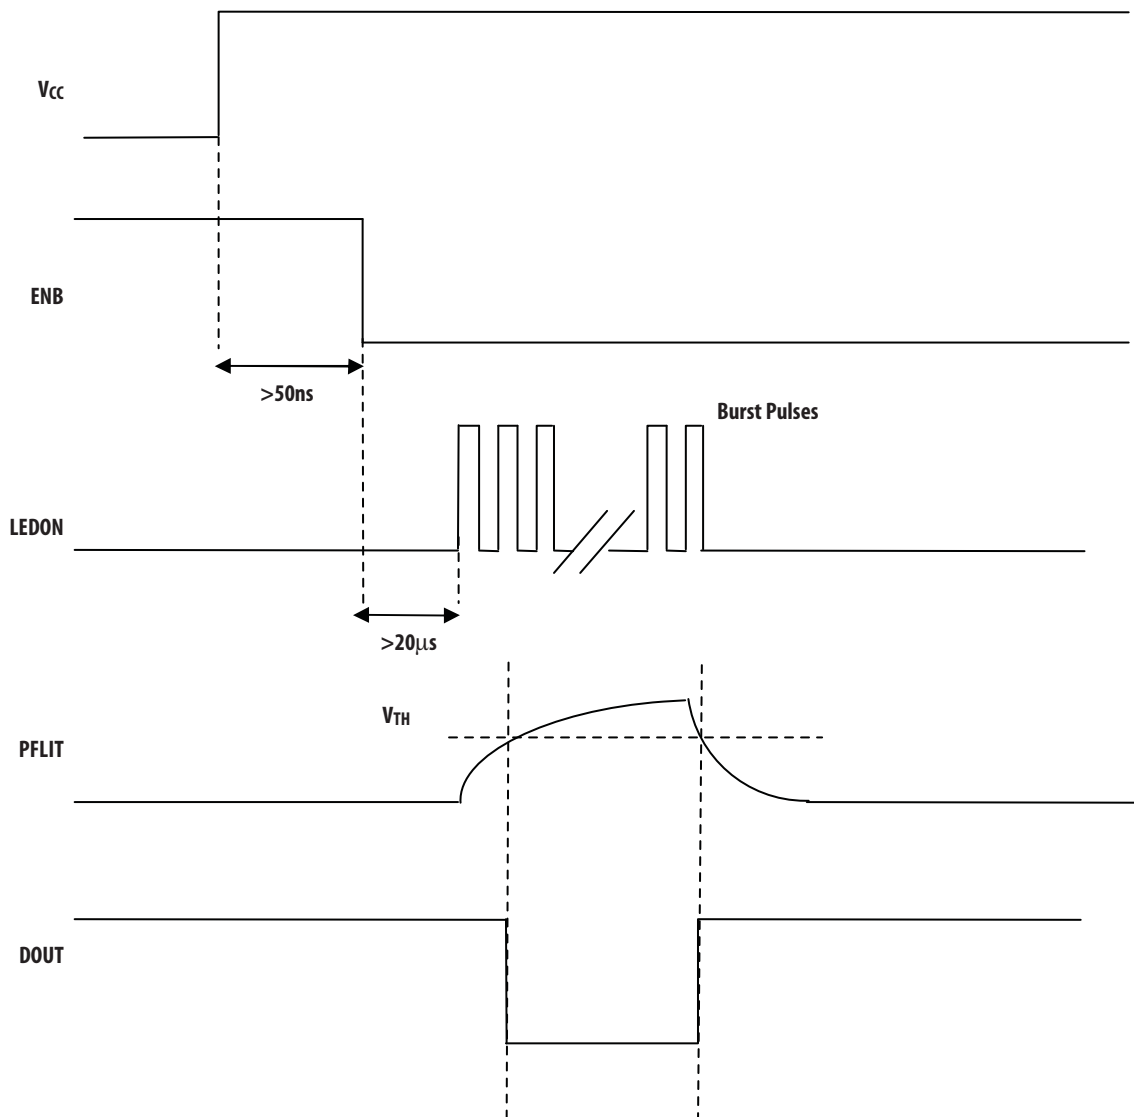 Vcc
ENB
>50ns
Burst Pulses
LEDON
>20μs
VTH
PFLIT
DOUT